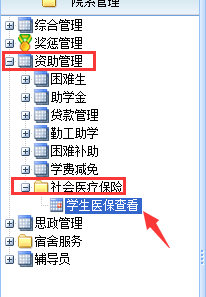 院系管理
综合管理
奖惩管理
资助管理
困难生
助学金
贷款管理
勤工助学
困难补助
学费减免
社会医疗保险
学生医保查看
思政管理
宿舍服务
辅导员